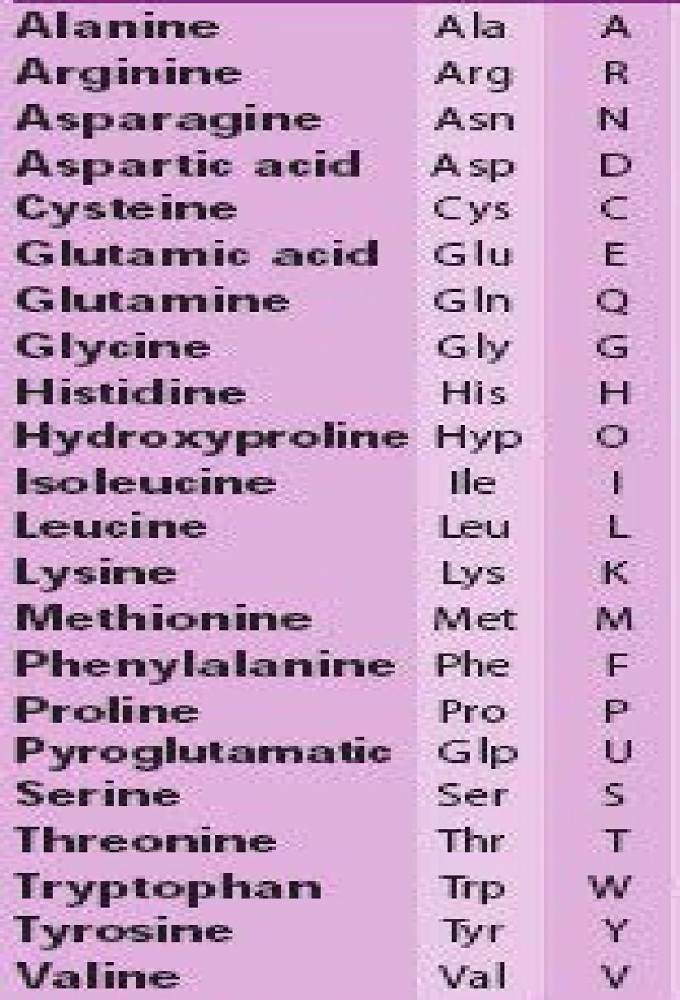 Alanine Ala A
Arginine Arg R
Asparagine Asn N
Aspartic acid Asp D
Cysteine Cys C
Glutamic acid Glu E
Glutamine Gln Q
Glycine Gly G
Histidine His H
Hydroxyproline Hyp O
Isoleucine Ile I
Leucine Leu L
Lysine Lys K
Methionine Met M
Phenylalanine Phe F
Proline Pro P
Pyroglutamatic Glp U
Serine Ser S
Threonine Thr T
Tryptophan Trp W
Tyrosine Tyr Y
Valine Val V